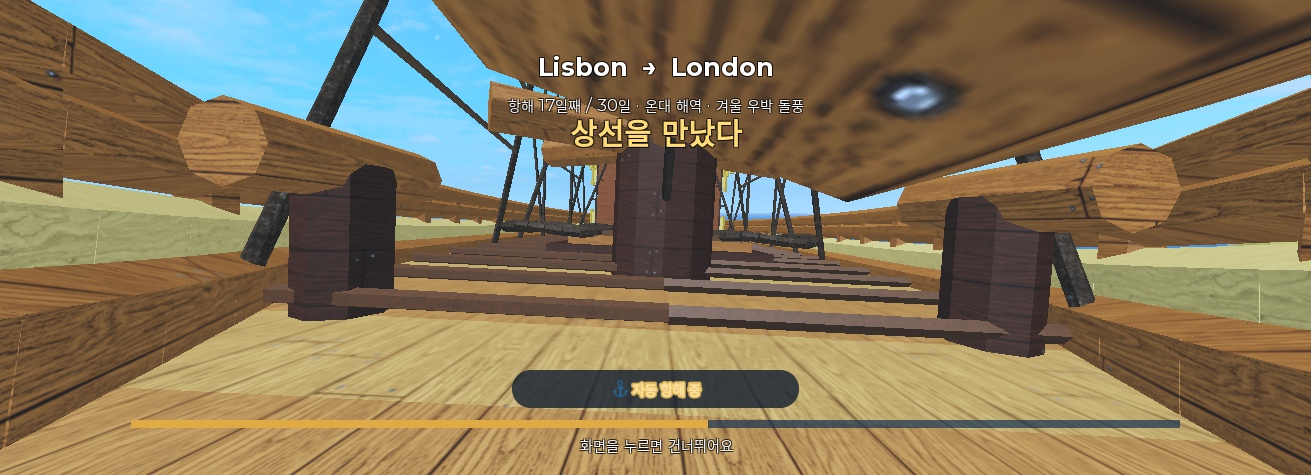 Lisbon → London
항해 17일째 / 30일 · 온대 해역 · 겨울 우박 돌풍
상선을 만났다
⚓ 자동 항해 중
화면을 누르면 건너뛰어요